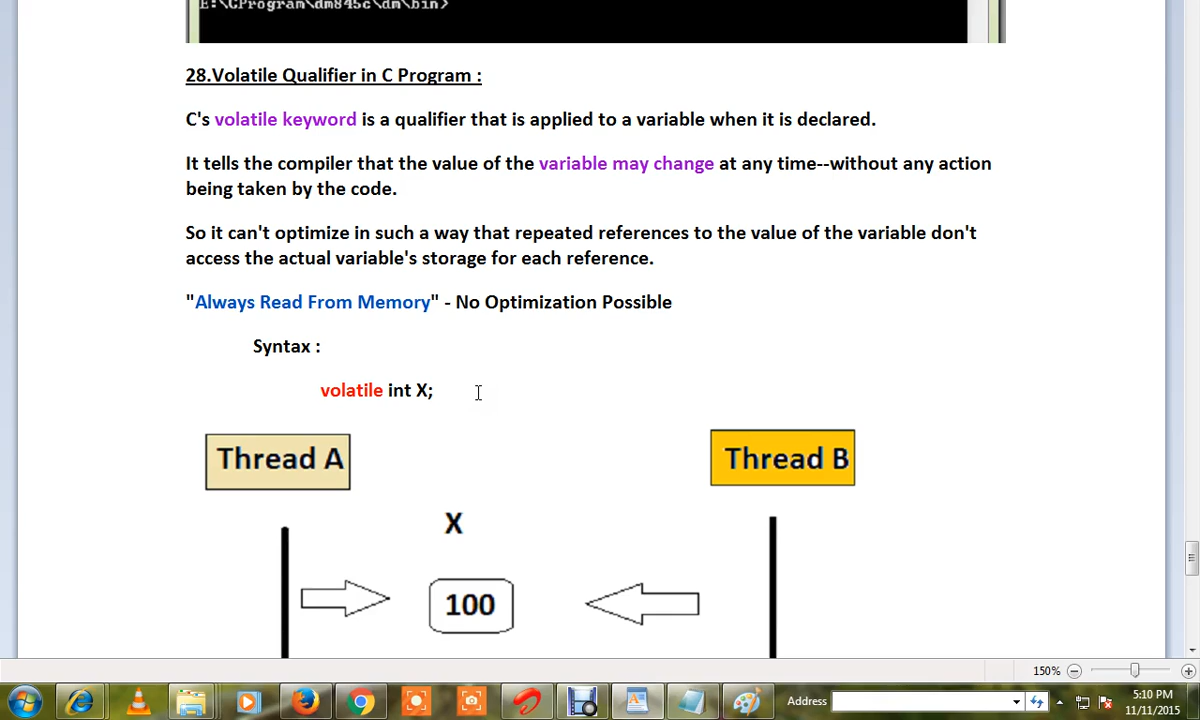 E:\CProgram\dm845c\dm\bin>
28.Volatile Qualifier in C Program :
C's volatile keyword is a qualifier that is applied to a variable when it is declared.
It tells the compiler that the value of the variable may change at any time--without any action
being taken by the code.
So it can't optimize in such a way that repeated references to the value of the variable don't
access the actual variable's storage for each reference.
"Always Read From Memory" - No Optimization Possible
Syntax :
volatile int X;
Thread A
Thread B
X
100
150%
Address
5:10 PM
11/11/2015